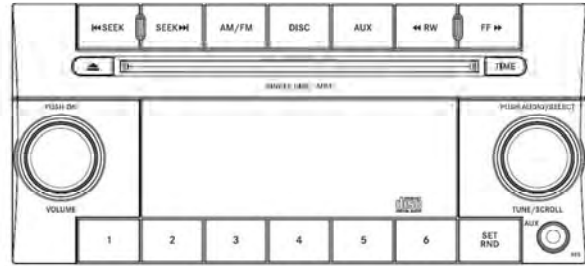 ⏮ SEEK SEEK ⏭ AM/FM DISC AUX ◀◀ RW FF ▶▶
TIME
PUSH ON PUSH AUDIO/SELECT
VOLUME TUNE/SCROLL
1 2 3 4 5 6 SET RND AUX